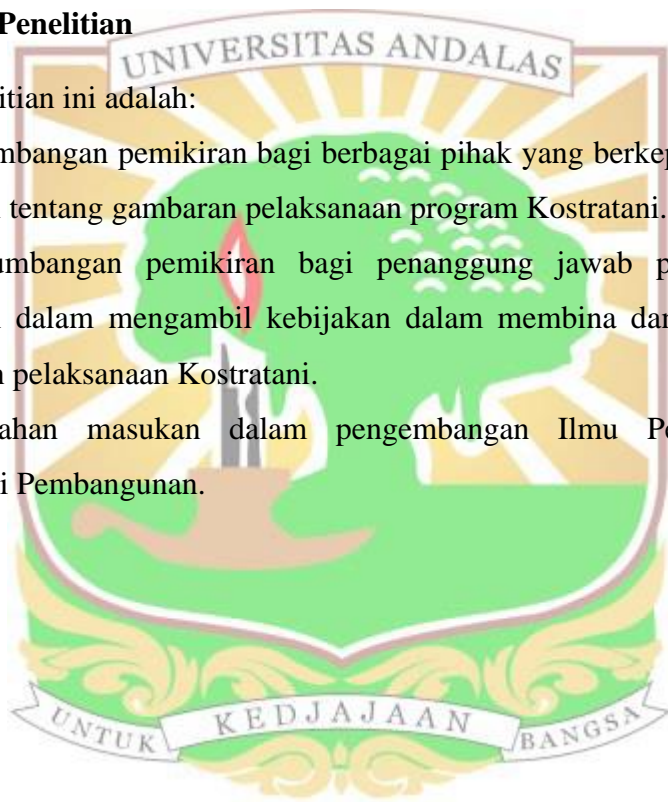 Penelitian
UNIVERSITAS ANDALAS
itian ini adalah:
mbangan pemikiran bagi berbagai pihak yang berkep
tentang gambaran pelaksanaan program Kostratani.
umbangan pemikiran bagi penanggung jawab p
dalam mengambil kebijakan dalam membina dar
pelaksanaan Kostratani.
ahan masukan dalam pengembangan Ilmu Pe
i Pembangunan.
UNTUK KEDJAJAAN BANGSA